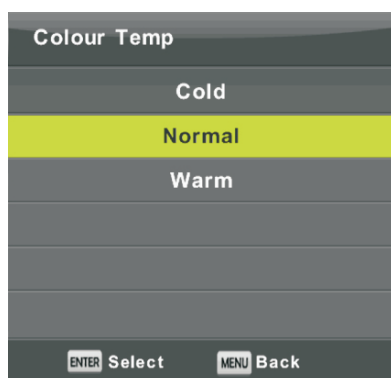 Colour Temp
Cold
Normal
Warm
ENTER Select MENU Back